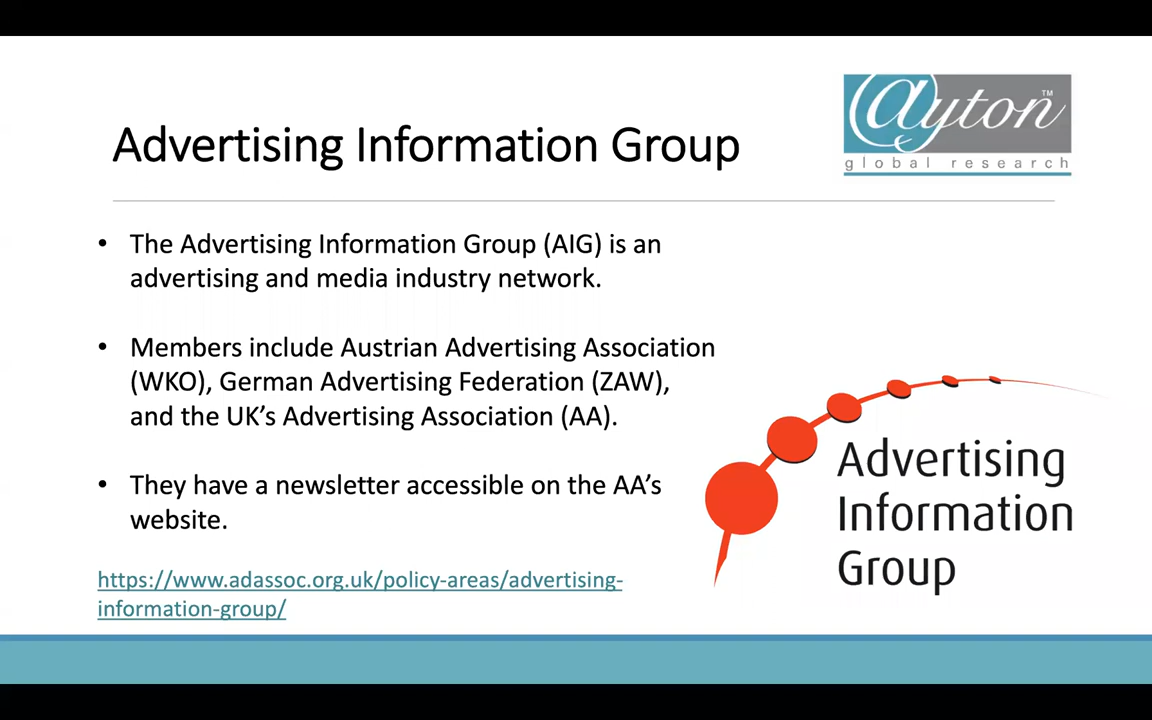 @yton™
global research
Advertising Information Group
• The Advertising Information Group (AIG) is an
advertising and media industry network.
• Members include Austrian Advertising Association
(WKO), German Advertising Federation (ZAW),
and the UK’s Advertising Association (AA).
• They have a newsletter accessible on the AA’s
website.
https://www.adassoc.org.uk/policy-areas/advertising-
information-group/
Advertising
Information
Group